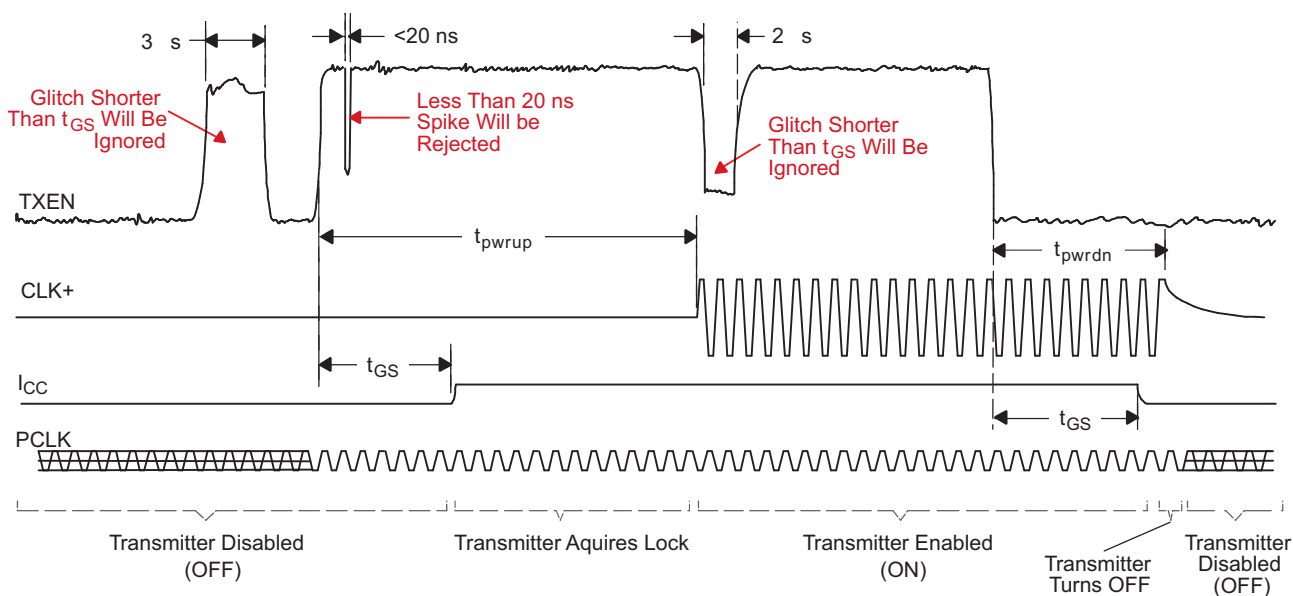 3 s
<20 ns
2 s
Glitch Shorter
Than tGS Will Be
Ignored
Less Than 20 ns
Spike Will be
Rejected
Glitch Shorter
Than tGS Will Be
Ignored
TXEN
tpwrup
tpwrdn
CLK+
tGS
ICC
tGS
PCLK
Transmitter Disabled
(OFF)
Transmitter Aquires Lock
Transmitter Enabled
(ON)
Transmitter
Turns OFF
Transmitter
Disabled
(OFF)